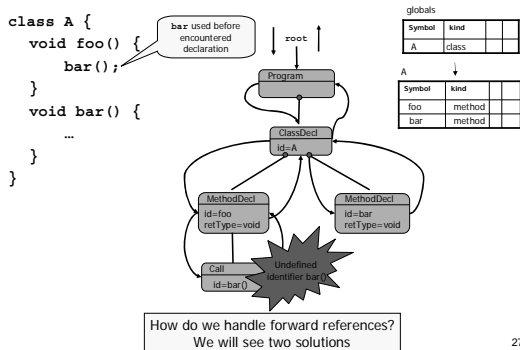 class A {
void foo() {
bar();
}
void bar() {
…
}
}
bar used before
encountered
declaration
root
Program
ClassDecl
id=A
MethodDecl
id=foo
retType=void
MethodDecl
id=bar
retType=void
Call
id=bar()
Undefined
identifier bar()
globals
Symbol kind
A class
A
Symbol kind
foo method
bar method
How do we handle forward references?
We will see two solutions
27